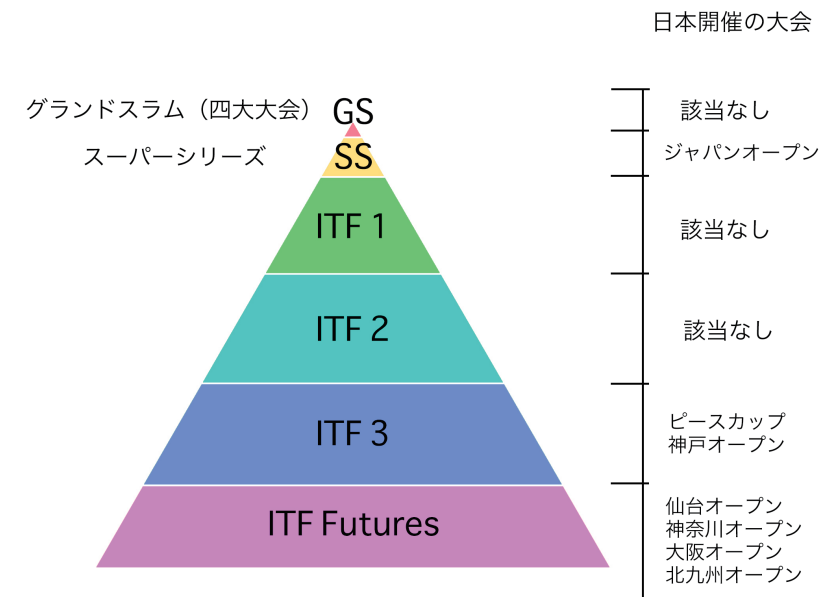 日本開催の大会
グランドスラム（四大大会） GS 該当なし
スーパーシリーズ SS ジャパンオープン
ITF 1 該当なし
ITF 2 該当なし
ITF 3
ピースカップ
神戸オープン
ITF Futures
仙台オープン
神奈川オープン
大阪オープン
北九州オープン